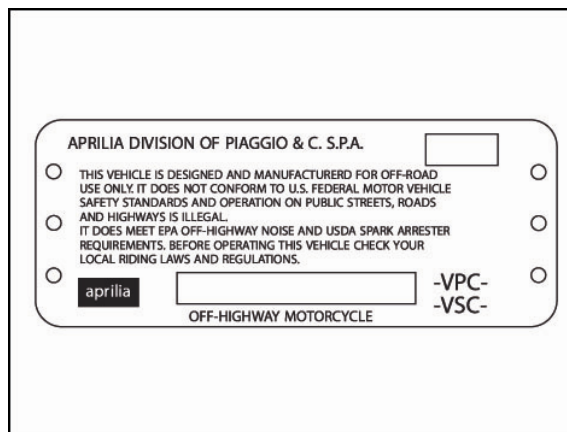 APRILIA DIVISION OF PIAGGIO & C. S.P.A.
THIS VEHICLE IS DESIGNED AND MANUFACTURERD FOR OFF-ROAD
USE ONLY. IT DOES NOT CONFORM TO U.S. FEDERAL MOTOR VEHICLE
SAFETY STANDARDS AND OPERATION ON PUBLIC STREETS, ROADS
AND HIGHWAYS IS ILLEGAL.
IT DOES MEET EPA OFF-HIGHWAY NOISE AND USDA SPARK ARRESTER
REQUIREMENTS. BEFORE OPERATING THIS VEHICLE CHECK YOUR
LOCAL RIDING LAWS AND REGULATIONS.
aprilia
-VPC-
-VSC-
OFF-HIGHWAY MOTORCYCLE